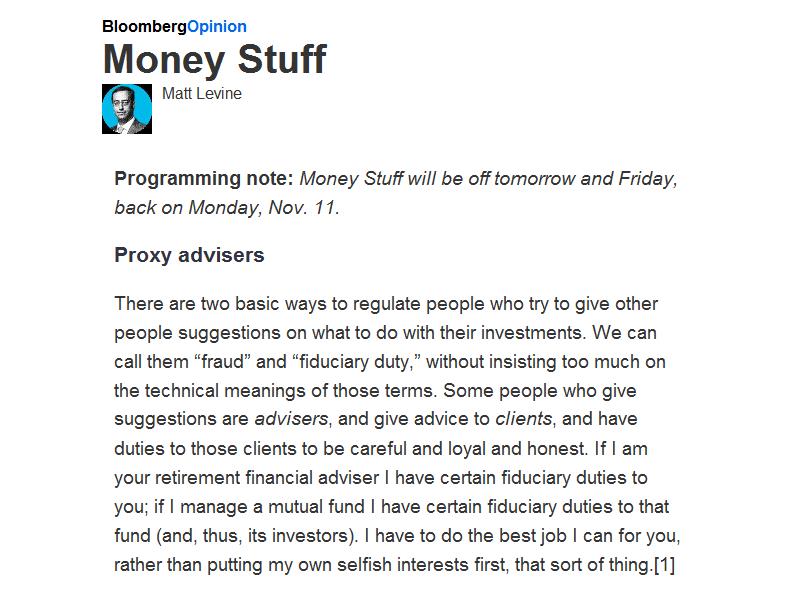 BloombergOpinion
Money Stuff
Matt Levine
Programming note: Money Stuff will be off tomorrow and Friday,
back on Monday, Nov. 11.
Proxy advisers
There are two basic ways to regulate people who try to give other
people suggestions on what to do with their investments. We can
call them “fraud” and “fiduciary duty,” without insisting too much on
the technical meanings of those terms. Some people who give
suggestions are advisers, and give advice to clients, and have
duties to those clients to be careful and loyal and honest. If I am
your retirement financial adviser I have certain fiduciary duties to
you; if I manage a mutual fund I have certain fiduciary duties to that
fund (and, thus, its investors). I have to do the best job I can for you,
rather than putting my own selfish interests first, that sort of thing.[1]